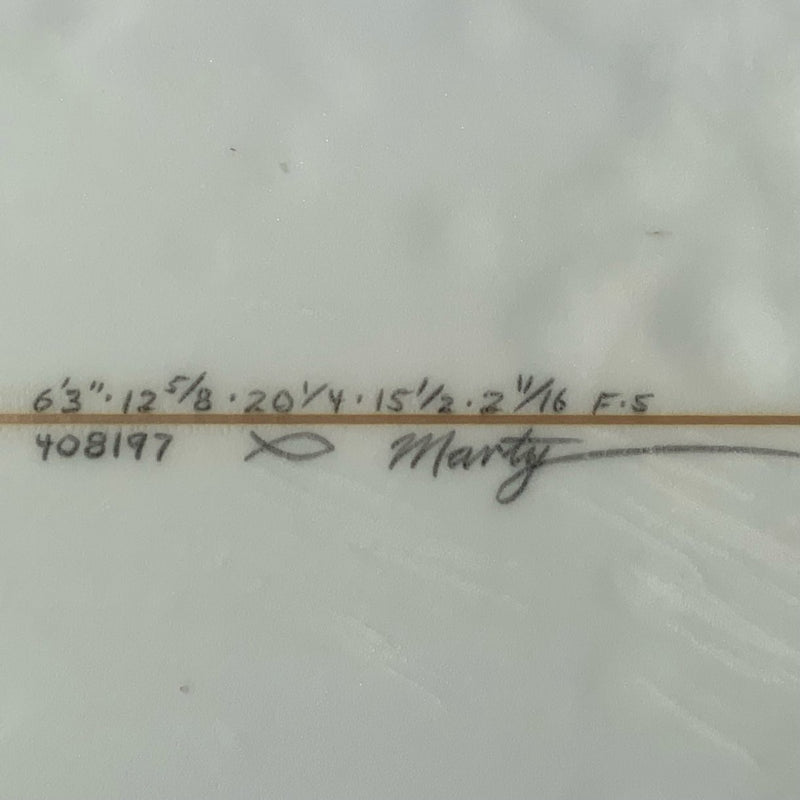 6'3" · 12 5/8 · 20 1/4 · 15 1/2 · 2 11/16 F·5
408197 Marty